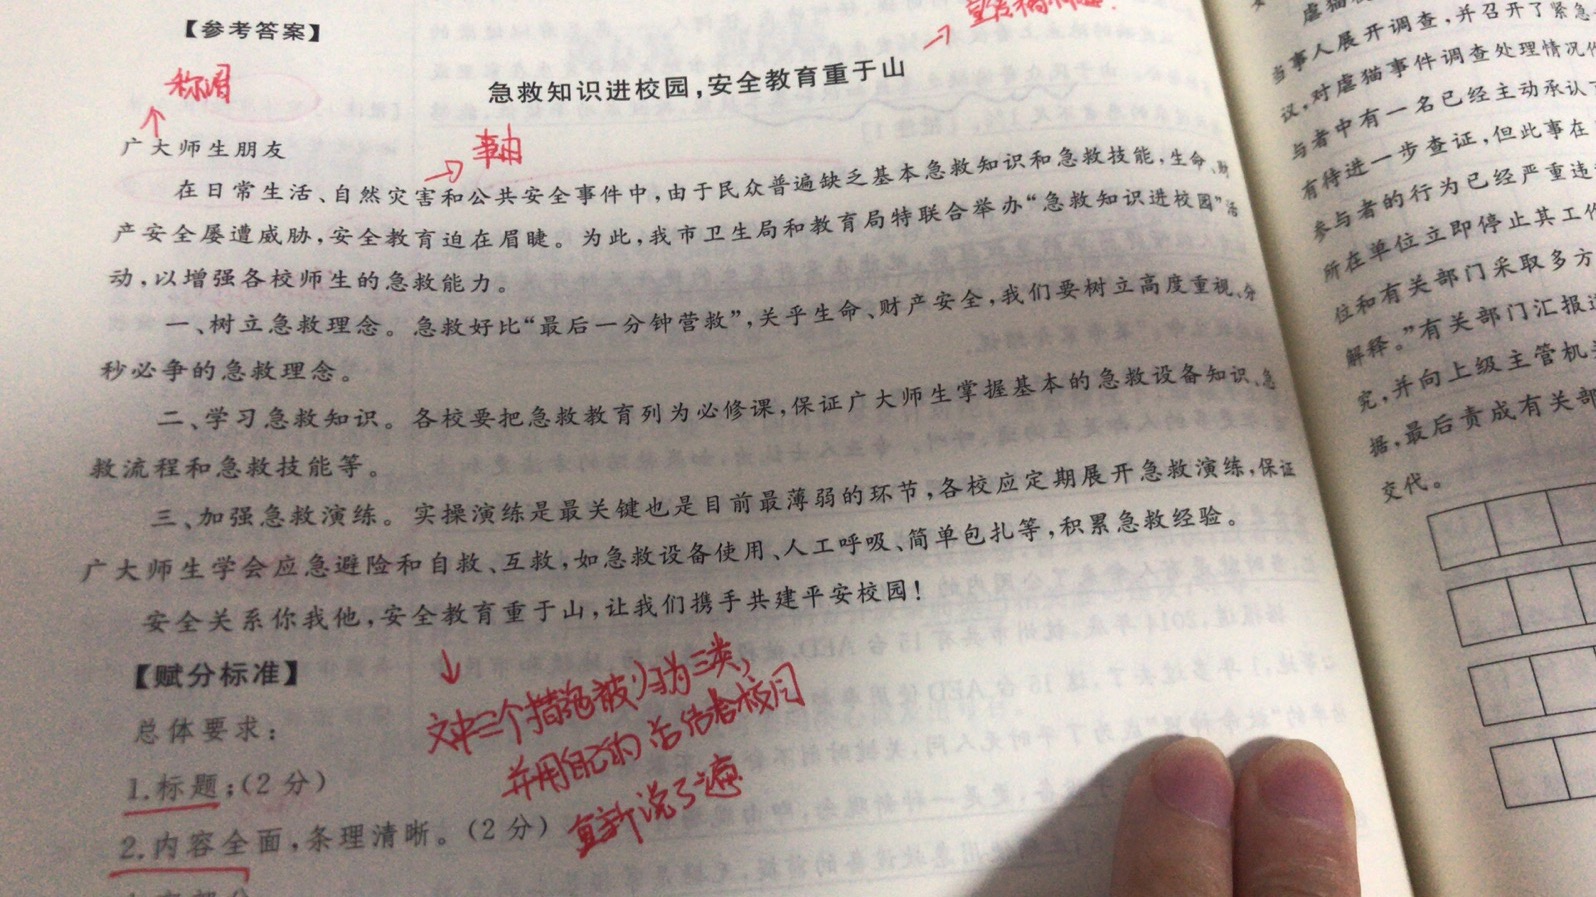 【参考答案】
称谓
急救知识进校园，安全教育重于山
广大师生朋友
事由
在日常生活、自然灾害和公共安全事件中，由于民众普遍缺乏基本急救知识和急救技能，生命、财
产安全屡遭威胁，安全教育迫在眉睫。为此，我市卫生局和教育局特联合举办“急救知识进校园”活
动，以增强各校师生的急救能力。
一、树立急救理念。急救好比“最后一分钟营救”，关乎生命、财产安全，我们要树立高度重视、分
秒必争的急救理念。
二、学习急救知识。各校要把急救教育列为必修课，保证广大师生掌握基本的急救设备知识、急
救流程和急救技能等。
三、加强急救演练。实操演练是最关键也是目前最薄弱的环节，各校应定期展开急救演练，保证
广大师生学会应急避险和自救、互救，如急救设备使用、人工呼吸、简单包扎等，积累急救经验。
安全关系你我他，安全教育重于山，让我们携手共建平安校园！
【赋分标准】
总体要求：
1.标题；（2分）
2.内容全面，条理清晰。（2分）
文中三个措施被归为三类，
并用自己的话结合校园
重新说了遍
虐猫
当事人展开调查，并召开了紧急
议，对虐猫事件调查处理情况作
与者中有一名已经主动承认
有待进一步查证，但此事在
参与者的行为已经严重违
所在单位立即停止其工作
位和有关部门采取多方
解释。”有关部门汇报
究，并向上级主管机
据，最后责成有关部
交代。